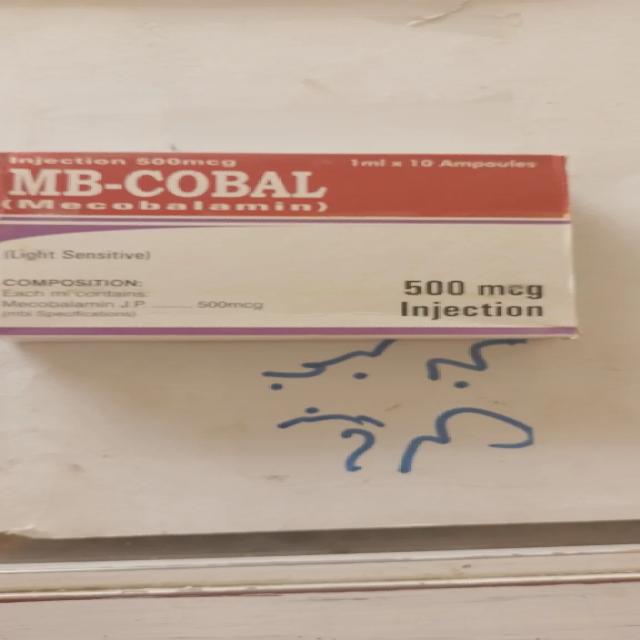 Injection 500mcg 1ml x 10 Ampoules
MB-COBAL
(Mecobalamin)
(Light Sensitive)
COMPOSITION:
Each ml contains:
Mecobalamin J.P. ......... 500mcg
(mbi Specifications)
500 mcg
Injection